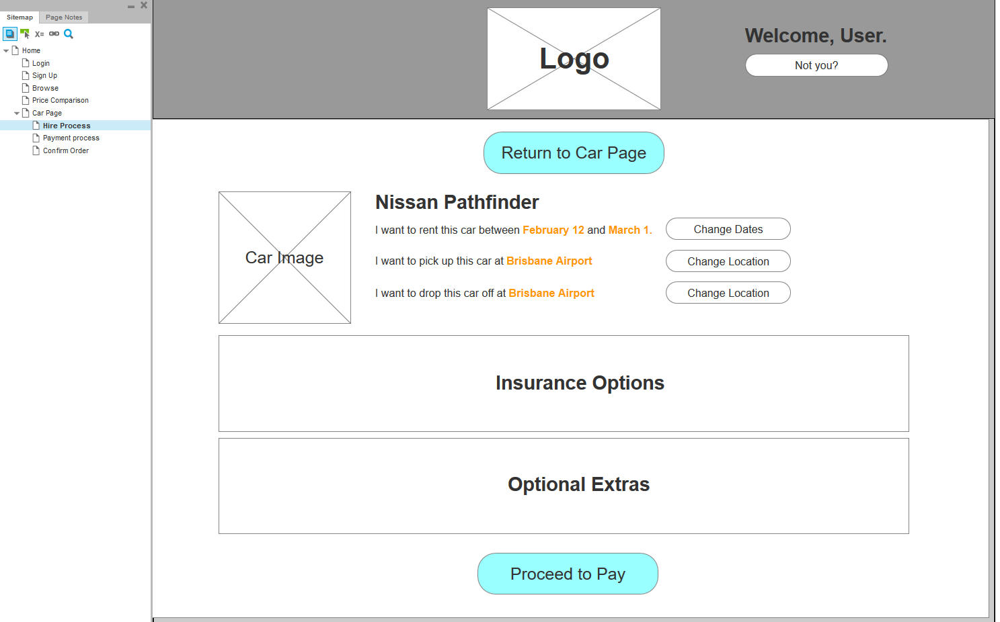 Sitemap
Page Notes
X=
Home
Login
Sign Up
Browse
Price Comparison
Car Page
Hire Process
Payment process
Confirm Order
Logo
Welcome, User.
Not you?
Return to Car Page
Car Image
Nissan Pathfinder
I want to rent this car between February 12 and March 1.
Change Dates
I want to pick up this car at Brisbane Airport
Change Location
I want to drop this car off at Brisbane Airport
Change Location
Insurance Options
Optional Extras
Proceed to Pay